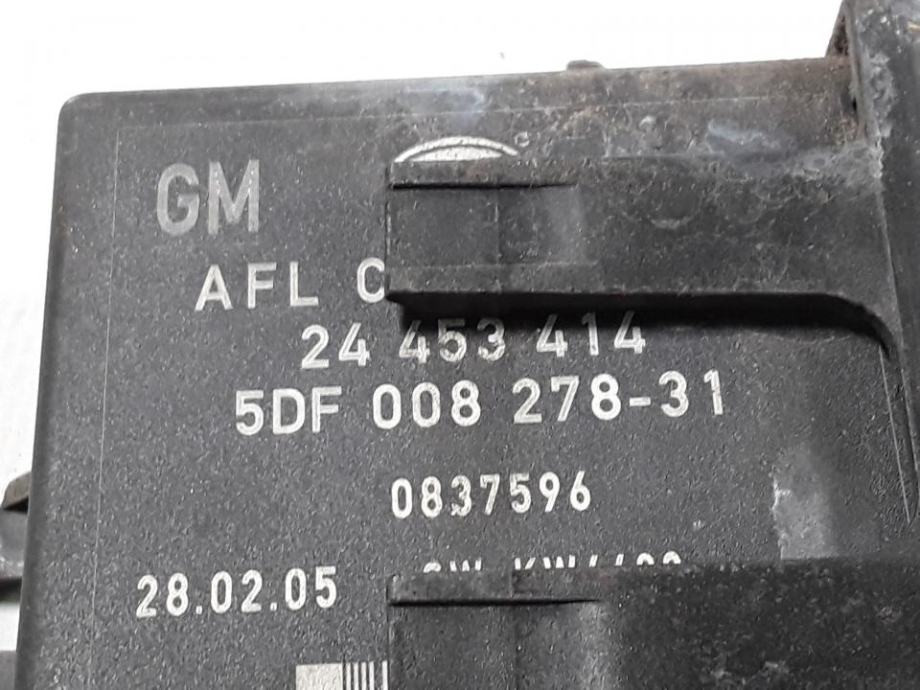 GM
AFL
24 453 414
5DF 008 278-31
0837596
28.02.05